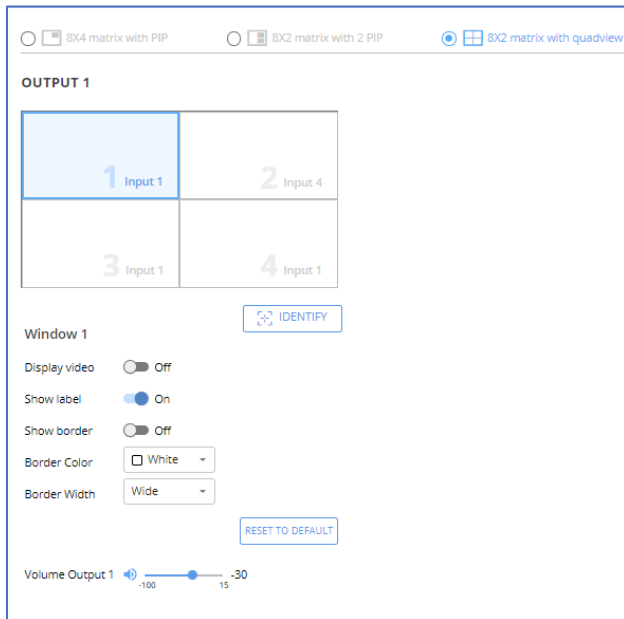 8X4 matrix with PIP
8X2 matrix with 2 PIP
8X2 matrix with quadview
OUTPUT 1
1 Input 1
2 Input 4
3 Input 1
4 Input 1
IDENTIFY
Window 1
Display video Off
Show label On
Show border Off
Border Color White
Border Width Wide
RESET TO DEFAULT
Volume Output 1 -30
-100 15